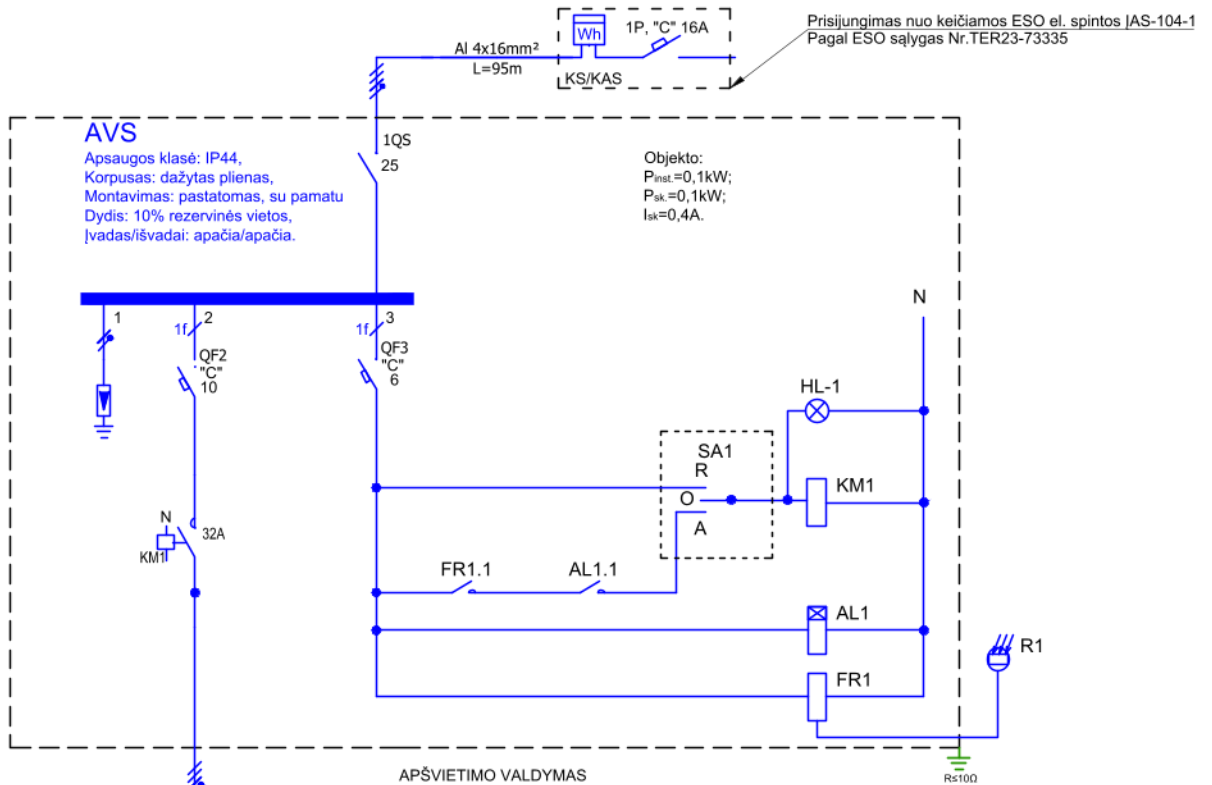 1P, "C" 16A
Wh
KS/KAS
Prisijungimas nuo keičiamos ESO el. spintos ĮAS-104-1
Pagal ESO sąlygas Nr.TER23-73335
Al 4x16mm²
L=95m
AVS
Apsaugos klasė: IP44,
Korpusas: dažytas plienas,
Montavimas: pastatomas, su pamatu
Dydis: 10% rezervinės vietos,
Įvadas/išvadai: apačia/apačia.
1QS
25
Objekto:
Pinst.=0,1kW;
Psk.=0,1kW;
Isk=0,4A.
1
1f
2
QF2
"C"
10
1f
3
QF3
"C"
6
N
HL-1
SA1
R
O
A
KM1
N
32A
KM1
FR1.1
AL1.1
AL1
FR1
R1
APŠVIETIMO VALDYMAS
R≤10Ω